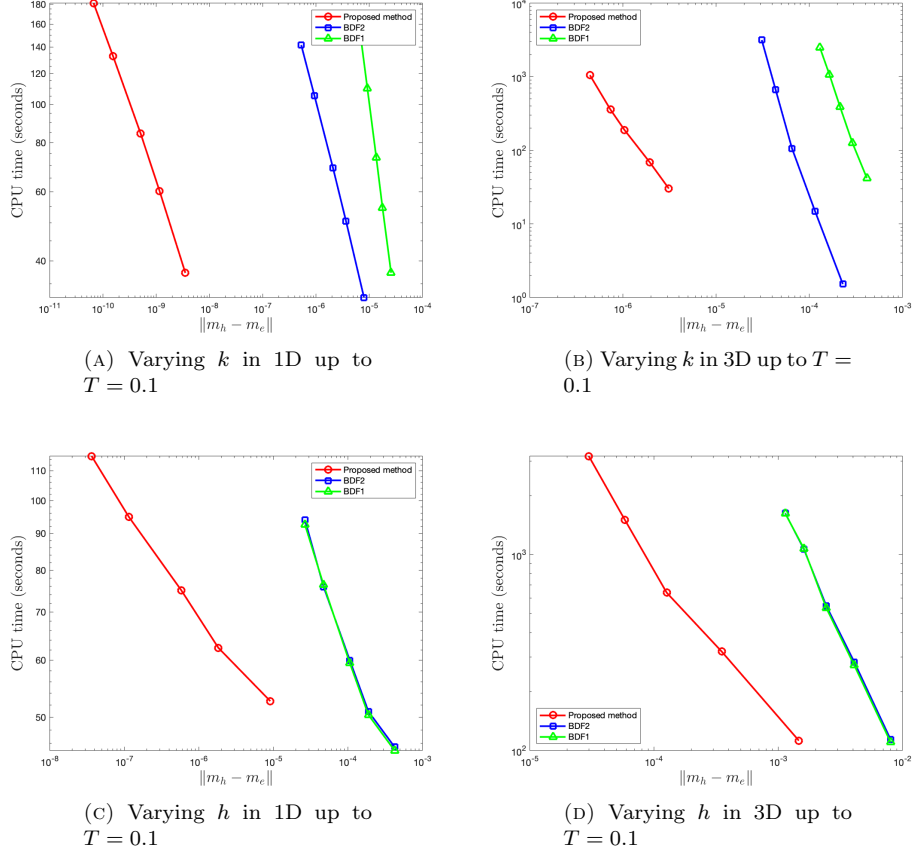 180
160
140
120
100
80
60
40
CPU time (seconds)
Proposed method
BDF2
BDF1
10^-11 10^-10 10^-9 10^-8 10^-7 10^-6 10^-5 10^-4
‖m_h − m_e‖
(A) Varying k in 1D up to
T = 0.1
10^4
10^3
10^2
10^1
10^0
CPU time (seconds)
Proposed method
BDF2
BDF1
10^-7 10^-6 10^-5 10^-4 10^-3
‖m_h − m_e‖
(B) Varying k in 3D up to T =
0.1
110
100
90
80
70
60
50
CPU time (seconds)
Proposed method
BDF2
BDF1
10^-8 10^-7 10^-6 10^-5 10^-4 10^-3
‖m_h − m_e‖
(C) Varying h in 1D up to
T = 0.1
10^3
10^2
CPU time (seconds)
Proposed method
BDF2
BDF1
10^-5 10^-4 10^-3 10^-2
‖m_h − m_e‖
(D) Varying h in 3D up to
T = 0.1